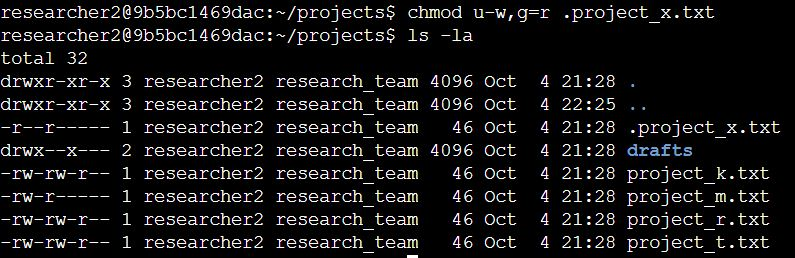 researcher2@9b5bc1469dac:~/projects$ chmod u-w,g=r .project_x.txt
researcher2@9b5bc1469dac:~/projects$ ls -la
total 32
drwxr-xr-x 3 researcher2 research_team 4096 Oct  4 21:28 .
drwxr-xr-x 3 researcher2 research_team 4096 Oct  4 22:25 ..
-r--r----- 1 researcher2 research_team   46 Oct  4 21:28 .project_x.txt
drwx--x--- 2 researcher2 research_team 4096 Oct  4 21:28 drafts
-rw-rw-r-- 1 researcher2 research_team   46 Oct  4 21:28 project_k.txt
-rw-r----- 1 researcher2 research_team   46 Oct  4 21:28 project_m.txt
-rw-rw-r-- 1 researcher2 research_team   46 Oct  4 21:28 project_r.txt
-rw-rw-r-- 1 researcher2 research_team   46 Oct  4 21:28 project_t.txt